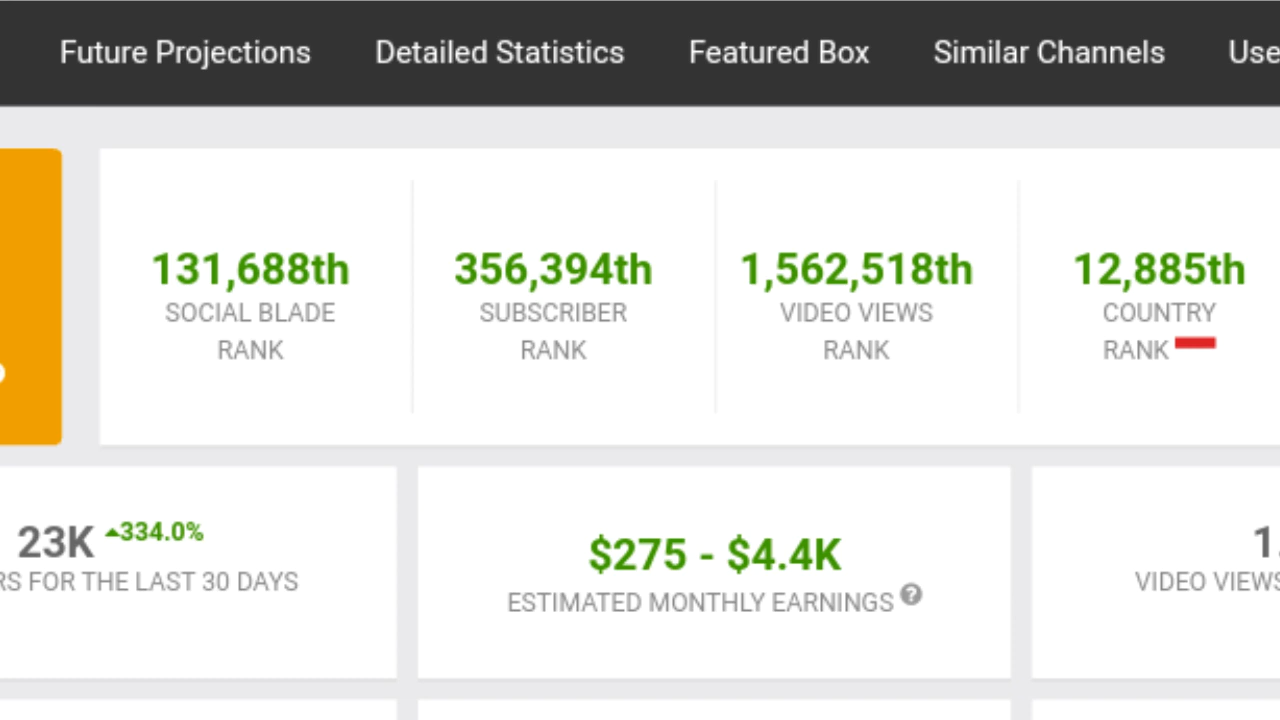 Future Projections Detailed Statistics Featured Box Similar Channels Use
131,688th 356,394th 1,562,518th 12,885th
SOCIAL BLADE SUBSCRIBER VIDEO VIEWS COUNTRY
RANK RANK RANK RANK
23K 334.0%
RS FOR THE LAST 30 DAYS
$275 - $4.4K
ESTIMATED MONTHLY EARNINGS ?
1.
VIDEO VIEWS